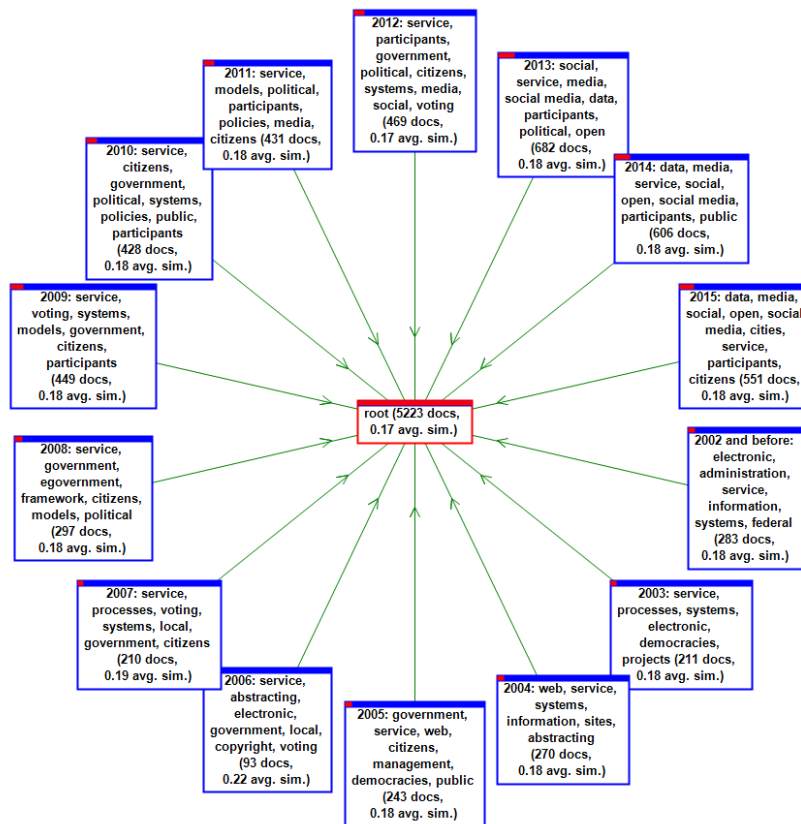 2012: service,
participants,
government,
political, citizens,
systems, media,
social, voting
(469 docs,
0.17 avg. sim.)
2013: social,
service, media,
social media, data,
participants,
political, open
(682 docs,
0.18 avg. sim.)
2014: data, media,
service, social,
open, social media,
participants, public
(606 docs,
0.18 avg. sim.)
2015: data, media,
social, open, social
media, cities,
service,
participants,
citizens (551 docs,
0.18 avg. sim.)
2002 and before:
electronic,
administration,
service,
information,
systems, federal
(283 docs,
0.18 avg. sim.)
2003: service,
processes, systems,
electronic,
democracies,
projects (211 docs,
0.18 avg. sim.)
2004: web, service,
systems,
information, sites,
abstracting
(270 docs,
0.18 avg. sim.)
2005: government,
service, web,
citizens,
management,
democracies, public
(243 docs,
0.18 avg. sim.)
2006: service,
abstracting,
electronic,
government, local,
copyright, voting
(93 docs,
0.22 avg. sim.)
2007: service,
processes, voting,
systems, local,
government, citizens
(210 docs,
0.19 avg. sim.)
2008: service,
government,
egovernment,
framework, citizens,
models, political
(297 docs,
0.18 avg. sim.)
2009: service,
voting, systems,
models, government,
citizens,
participants
(449 docs,
0.18 avg. sim.)
2010: service,
citizens,
government,
political, systems,
policies, public,
participants
(428 docs,
0.18 avg. sim.)
2011: service,
models, political,
participants,
policies, media,
citizens (431 docs,
0.18 avg. sim.)
root (5223 docs,
0.17 avg. sim.)